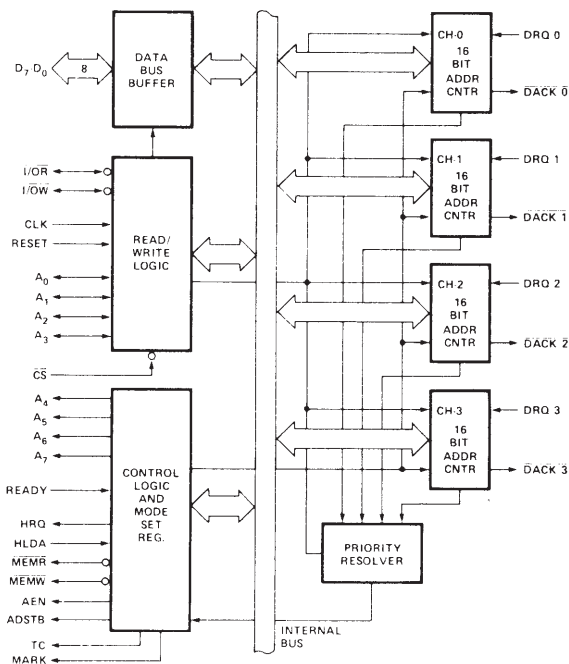 D7-D0
8
DATA
BUS
BUFFER
I/OR
I/OW
CLK
RESET
A0
A1
A2
A3
CS
READ/
WRITE
LOGIC
A4
A5
A6
A7
READY
HRQ
HLDA
MEMR
MEMW
AEN
ADSTB
TC
MARK
CONTROL
LOGIC
AND
MODE
SET
REG.
INTERNAL
BUS
CH-0
16
BIT
ADDR
CNTR
DRQ 0
DACK 0
CH-1
16
BIT
ADDR
CNTR
DRQ 1
DACK 1
CH-2
16
BIT
ADDR
CNTR
DRQ 2
DACK 2
CH-3
16
BIT
ADDR
CNTR
DRQ 3
DACK 3
PRIORITY
RESOLVER